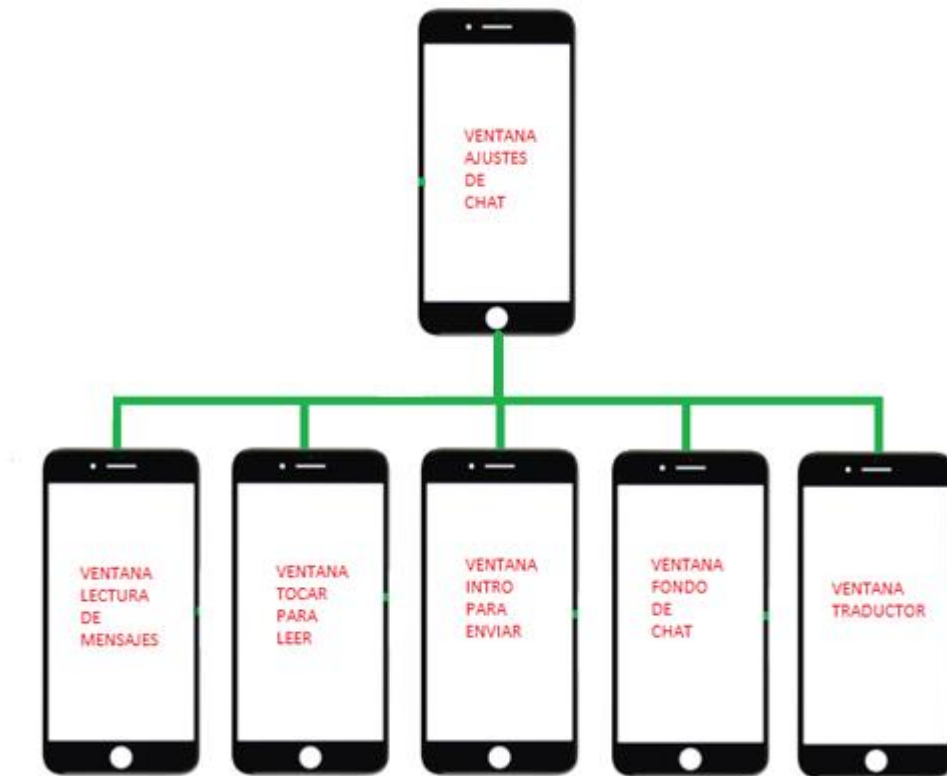 VENTANA
AJUSTES
DE
CHAT
VENTANA
LECTURA
DE
MENSAJES
VENTANA
TOCAR
PARA
LEER
VENTANA
INTRO
PARA
ENVIAR
VENTANA
FONDO
DE
CHAT
VENTANA
TRADUCTOR